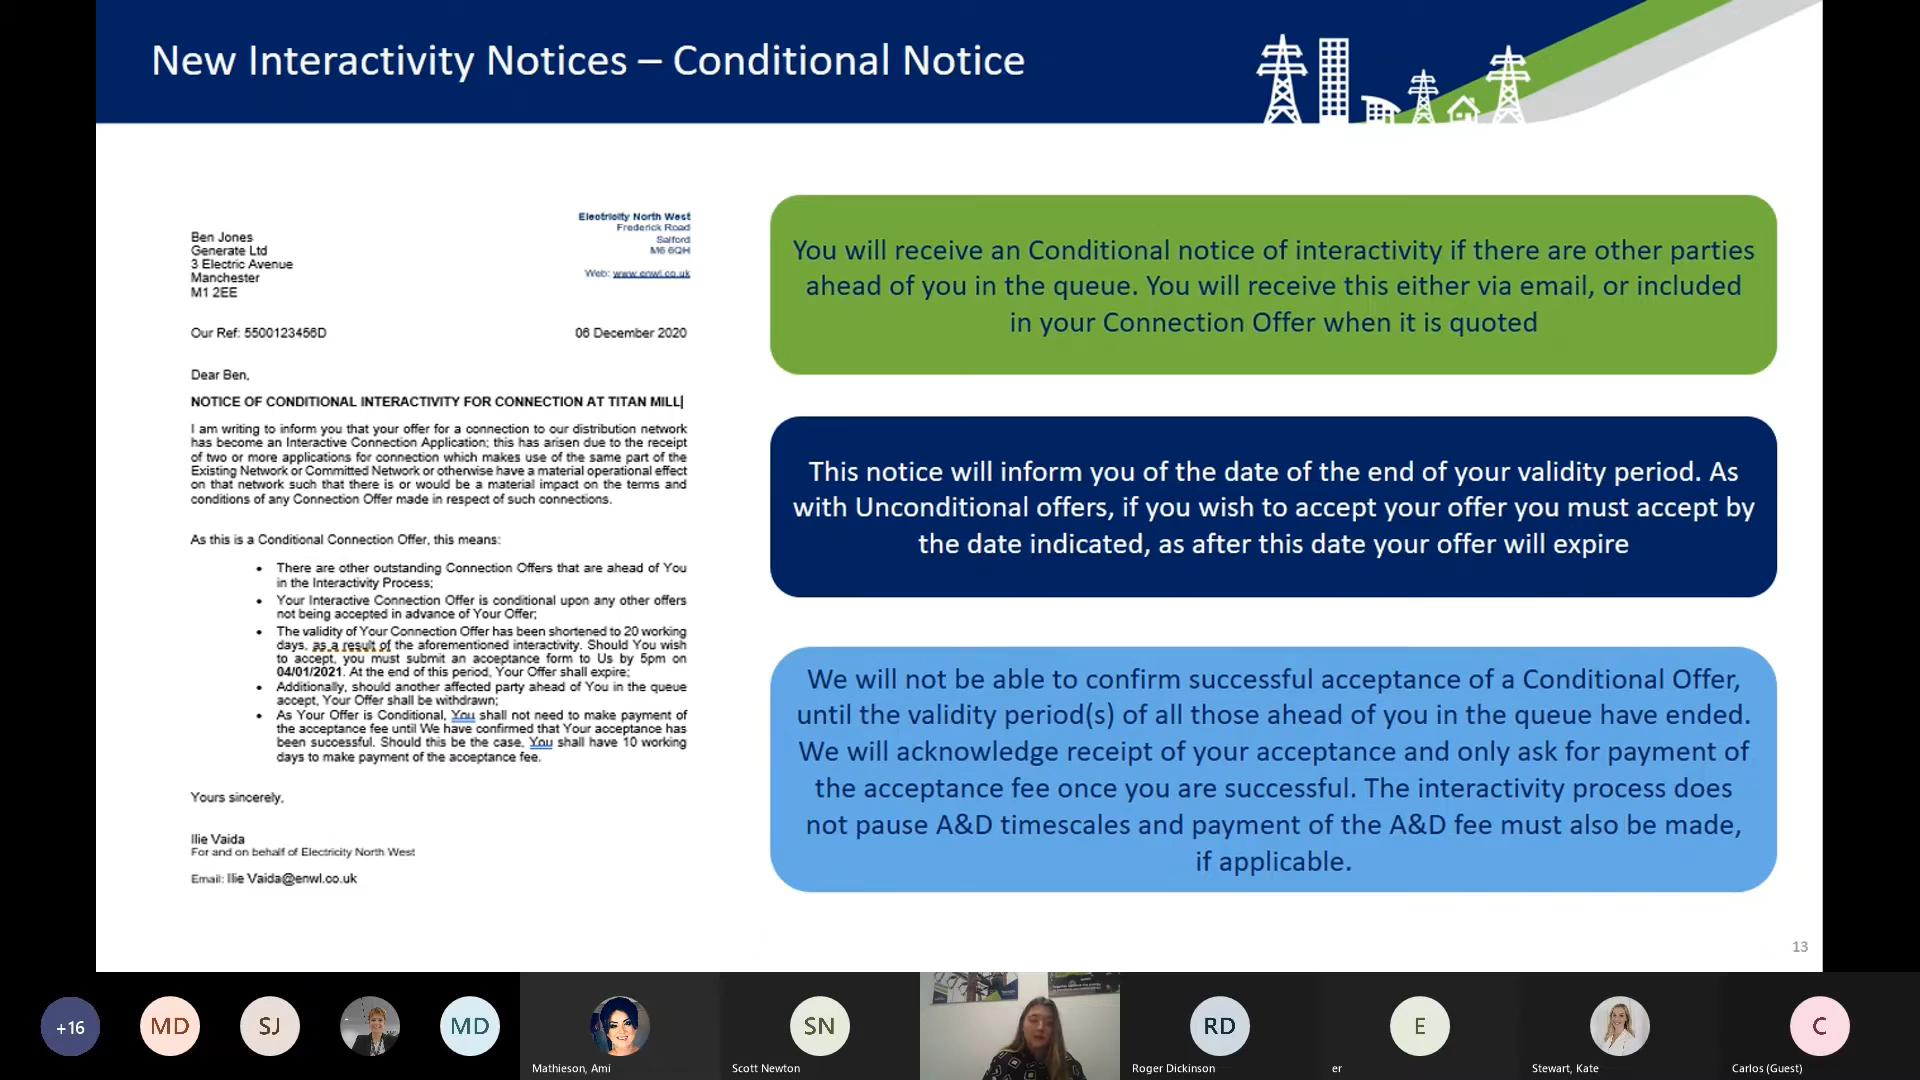 New Interactivity Notices – Conditional Notice
Electricity North West
Frederick Road
Salford
M6 6QH
Web: www.enwl.co.uk
Ben Jones
Generate Ltd
3 Electric Avenue
Manchester
M1 2EE
Our Ref: 5500123456D
06 December 2020
Dear Ben,
NOTICE OF CONDITIONAL INTERACTIVITY FOR CONNECTION AT TITAN MILL
I am writing to inform you that your offer for a connection to our distribution network
has become an Interactive Connection Application; this has arisen due to the receipt
of two or more applications for connection which makes use of the same part of the
Existing Network or Committed Network or otherwise have a material operational effect
on that network such that there is or would be a material impact on the terms and
conditions of any Connection Offer made in respect of such connections.
As this is a Conditional Connection Offer, this means:
• There are other outstanding Connection Offers that are ahead of You
in the Interactivity Process;
• Your Interactive Connection Offer is conditional upon any other offers
not being accepted in advance of Your Offer;
• The validity of Your Connection Offer has been shortened to 20 working
days, as a result of the aforementioned interactivity. Should You wish
to accept, you must submit an acceptance form to Us by 5pm on
04/01/2021. At the end of this period, Your Offer shall expire;
• Additionally, should another affected party ahead of You in the queue
accept, Your Offer shall be withdrawn;
• As Your Offer is Conditional, You shall not need to make payment of
the acceptance fee until We have confirmed that Your acceptance has
been successful. Should this be the case, You shall have 10 working
days to make payment of the acceptance fee.
Yours sincerely,
Ilie Vaida
For and on behalf of Electricity North West
Email: Ilie Vaida@enwl.co.uk
You will receive an Conditional notice of interactivity if there are other parties
ahead of you in the queue. You will receive this either via email, or included
in your Connection Offer when it is quoted
This notice will inform you of the date of the end of your validity period. As
with Unconditional offers, if you wish to accept your offer you must accept by
the date indicated, as after this date your offer will expire
We will not be able to confirm successful acceptance of a Conditional Offer,
until the validity period(s) of all those ahead of you in the queue have ended.
We will acknowledge receipt of your acceptance and only ask for payment of
the acceptance fee once you are successful. The interactivity process does
not pause A&D timescales and payment of the A&D fee must also be made,
if applicable.
13
+16
MD
SJ
MD
Mathieson, Ami
SN
Scott Newton
RD
Roger Dickinson
E
er
Stewart, Kate
C
Carlos (Guest)